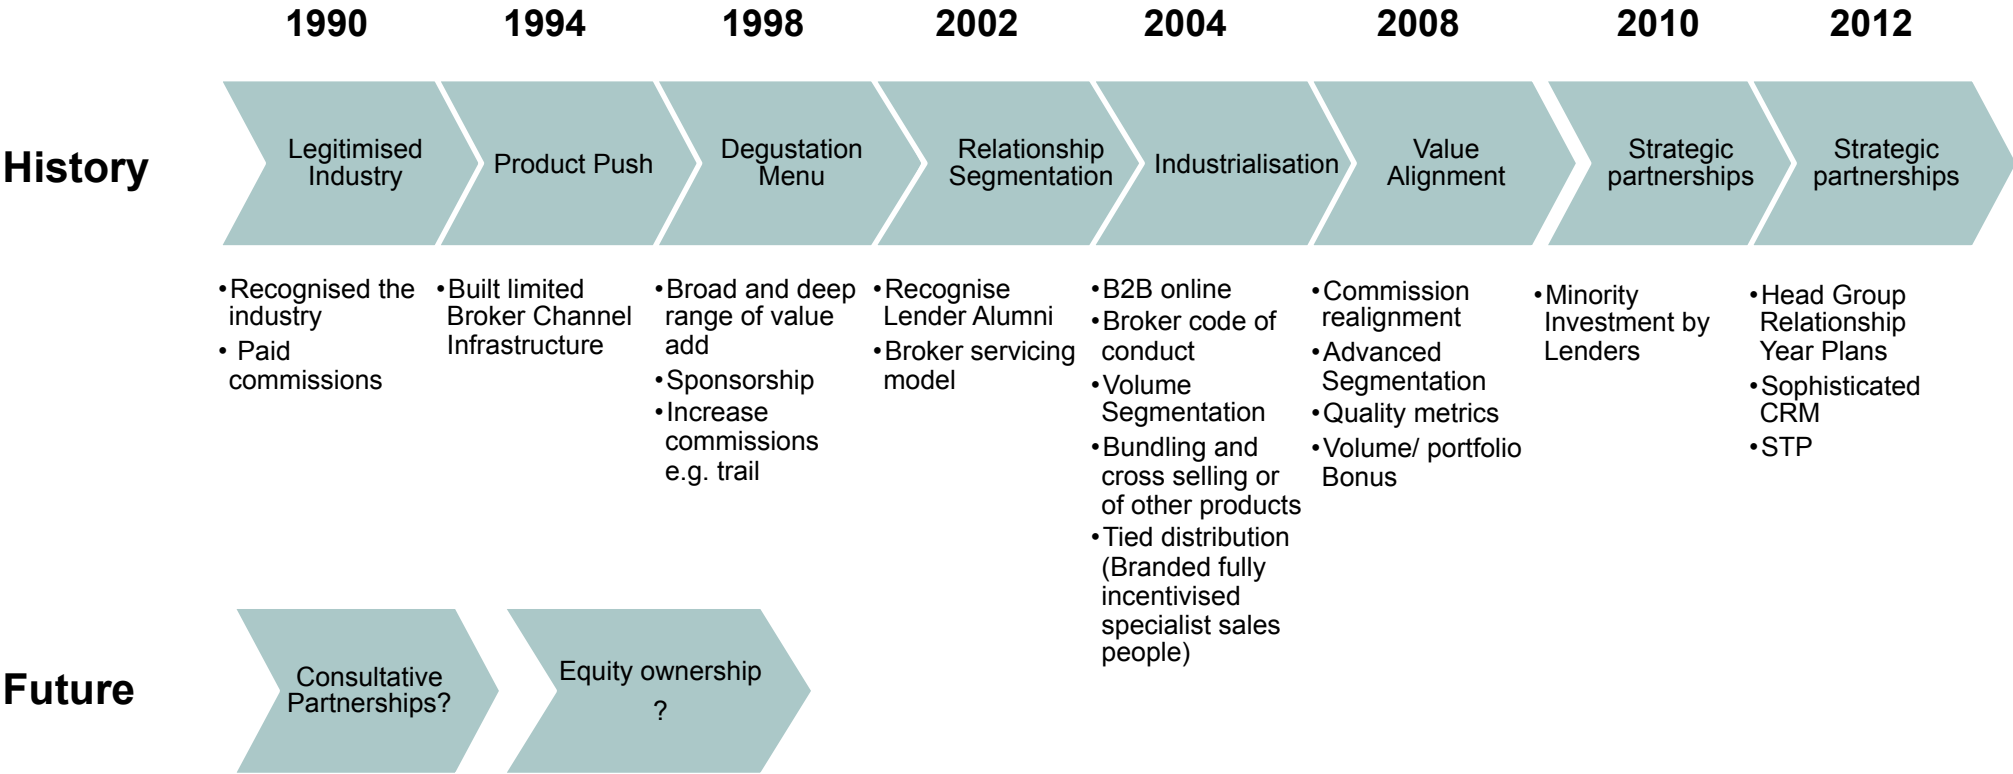 1990
1994
1998
2002
2004
2008
2010
2012
History
Legitimised
Industry
Product Push
Degustation
Menu
Relationship
Segmentation
Industrialisation
Value
Alignment
Strategic
partnerships
Strategic
partnerships
•Recognised the
industry
• Paid
commissions
•Built limited
Broker Channel
Infrastructure
•Broad and deep
range of value
add
•Sponsorship
•Increase
commissions
e.g. trail
•Recognise
Lender Alumni
•Broker servicing
model
•B2B online
•Broker code of
conduct
•Volume
Segmentation
•Bundling and
cross selling or
of other products
•Tied distribution
(Branded fully
incentivised
specialist sales
people)
•Commission
realignment
•Advanced
Segmentation
•Quality metrics
•Volume/ portfolio
Bonus
•Minority
Investment by
Lenders
•Head Group
Relationship
Year Plans
•Sophisticated
CRM
•STP
Future
Consultative
Partnerships?
Equity ownership
?